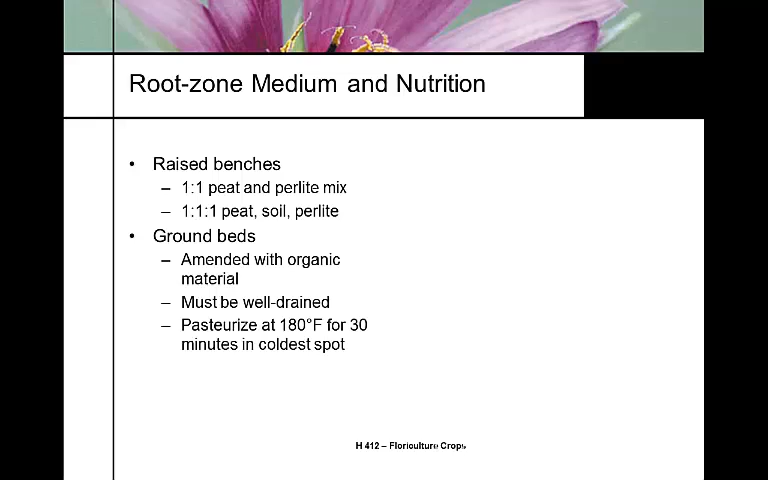 Root-zone Medium and Nutrition
• Raised benches
– 1:1 peat and perlite mix
– 1:1:1 peat, soil, perlite
• Ground beds
– Amended with organic
material
– Must be well-drained
– Pasteurize at 180°F for 30
minutes in coldest spot
H 412 – Floriculture Crops